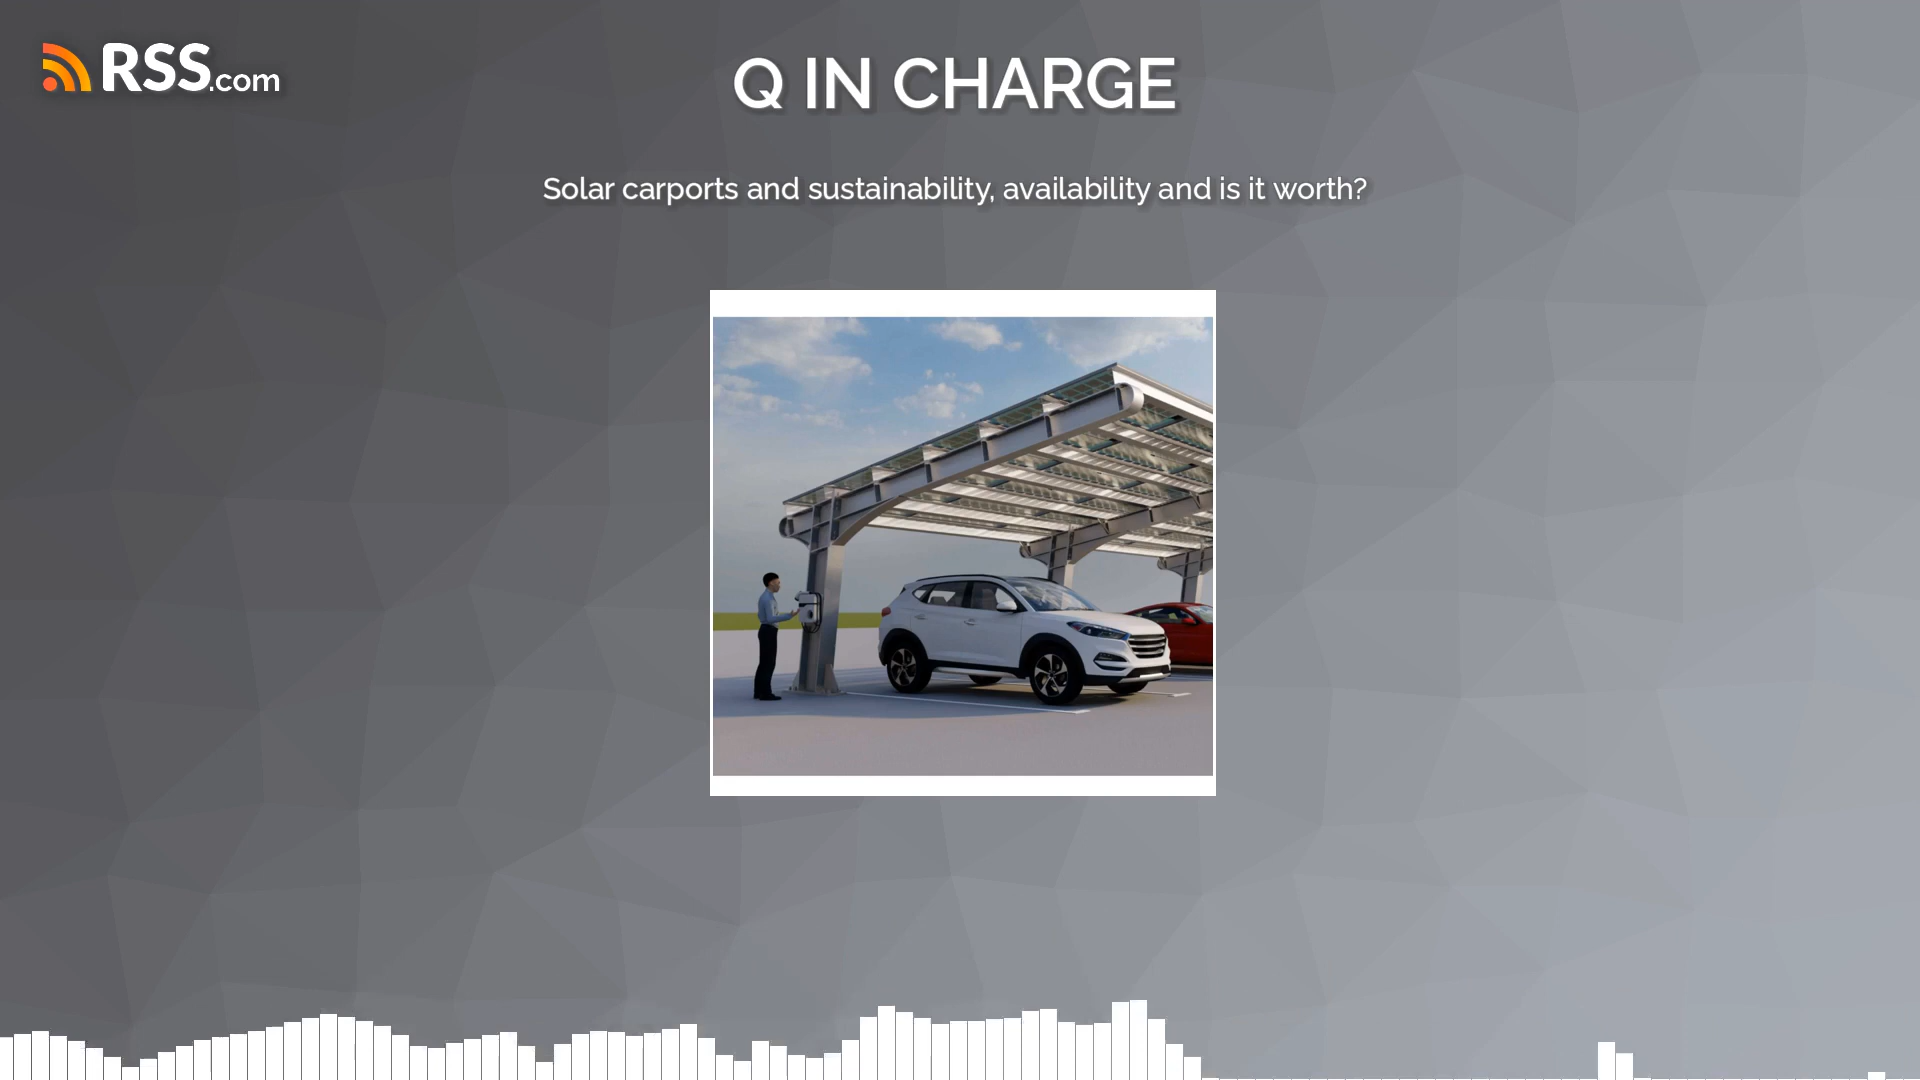 RSS.com
Q IN CHARGE
Solar carports and sustainability, availability and is it worth?